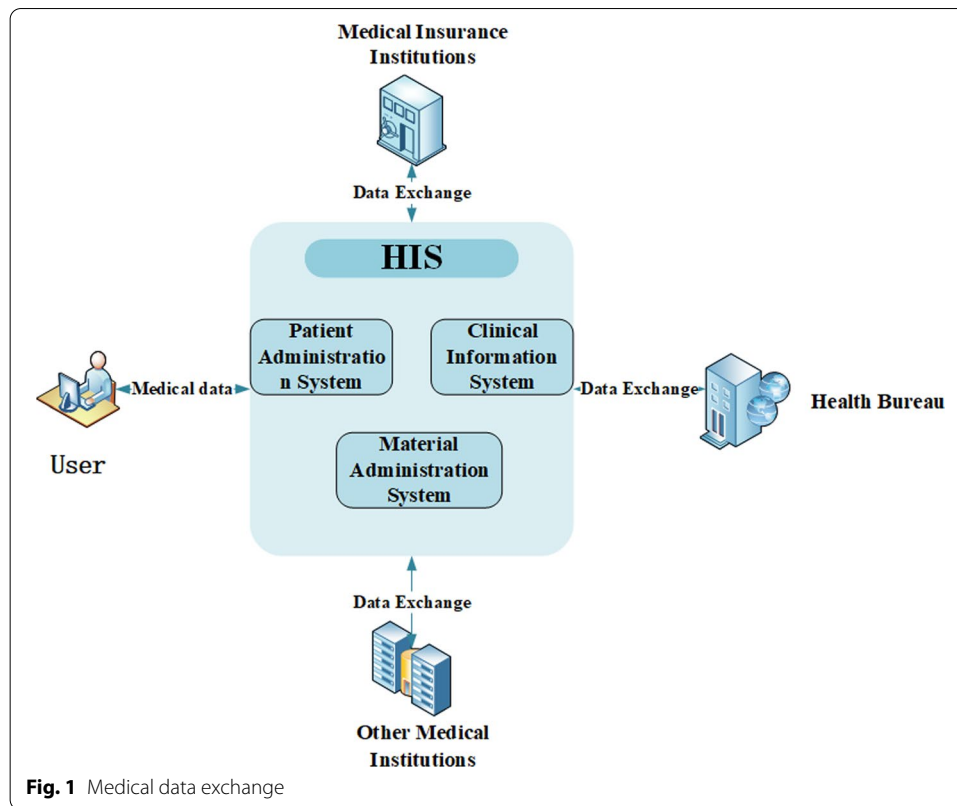 Medical Insurance
Institutions
Data Exchange
HIS
Patient
Administratio
n System
Clinical
Information
System
Medical data
Data Exchange
Health Bureau
User
Material
Administration
System
Data Exchange
Other Medical
Institutions
Fig. 1 Medical data exchange